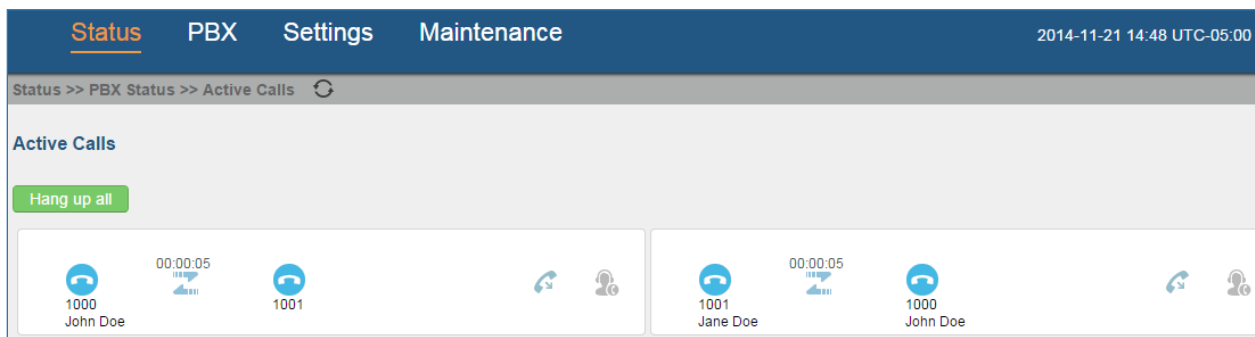 Status PBX Settings Maintenance 2014-11-21 14:48 UTC-05:00
Status >> PBX Status >> Active Calls
Active Calls
Hang up all
00:00:05 00:00:05
1000 1001 1001 1000
John Doe Jane Doe John Doe